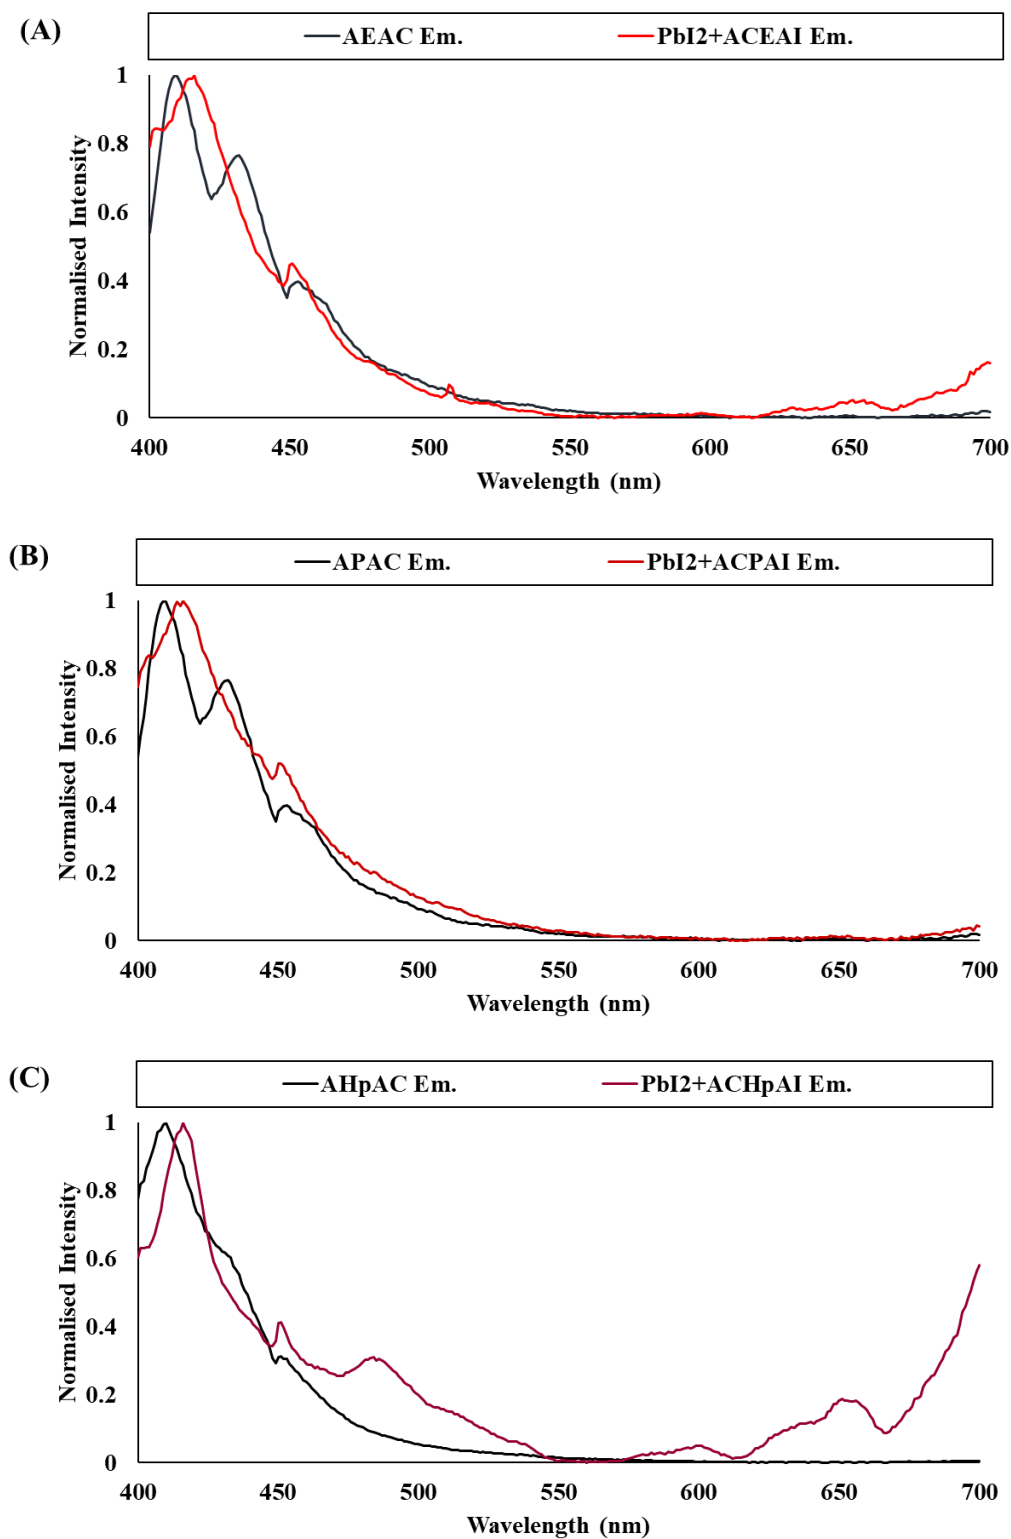 (A)
AEAC Em. PbI2+ACEAI Em.
1
0.8
0.6
0.4
0.2
0
Normalised Intensity
400 450 500 550 600 650 700
Wavelength (nm)
(B)
APAC Em. PbI2+ACPAI Em.
1
0.8
0.6
0.4
0.2
0
Normalised Intensity
400 450 500 550 600 650 700
Wavelength (nm)
(C)
AHpAC Em. PbI2+ACHpAI Em.
1
0.8
0.6
0.4
0.2
0
Normalised Intensity
400 450 500 550 600 650 700
Wavelength (nm)